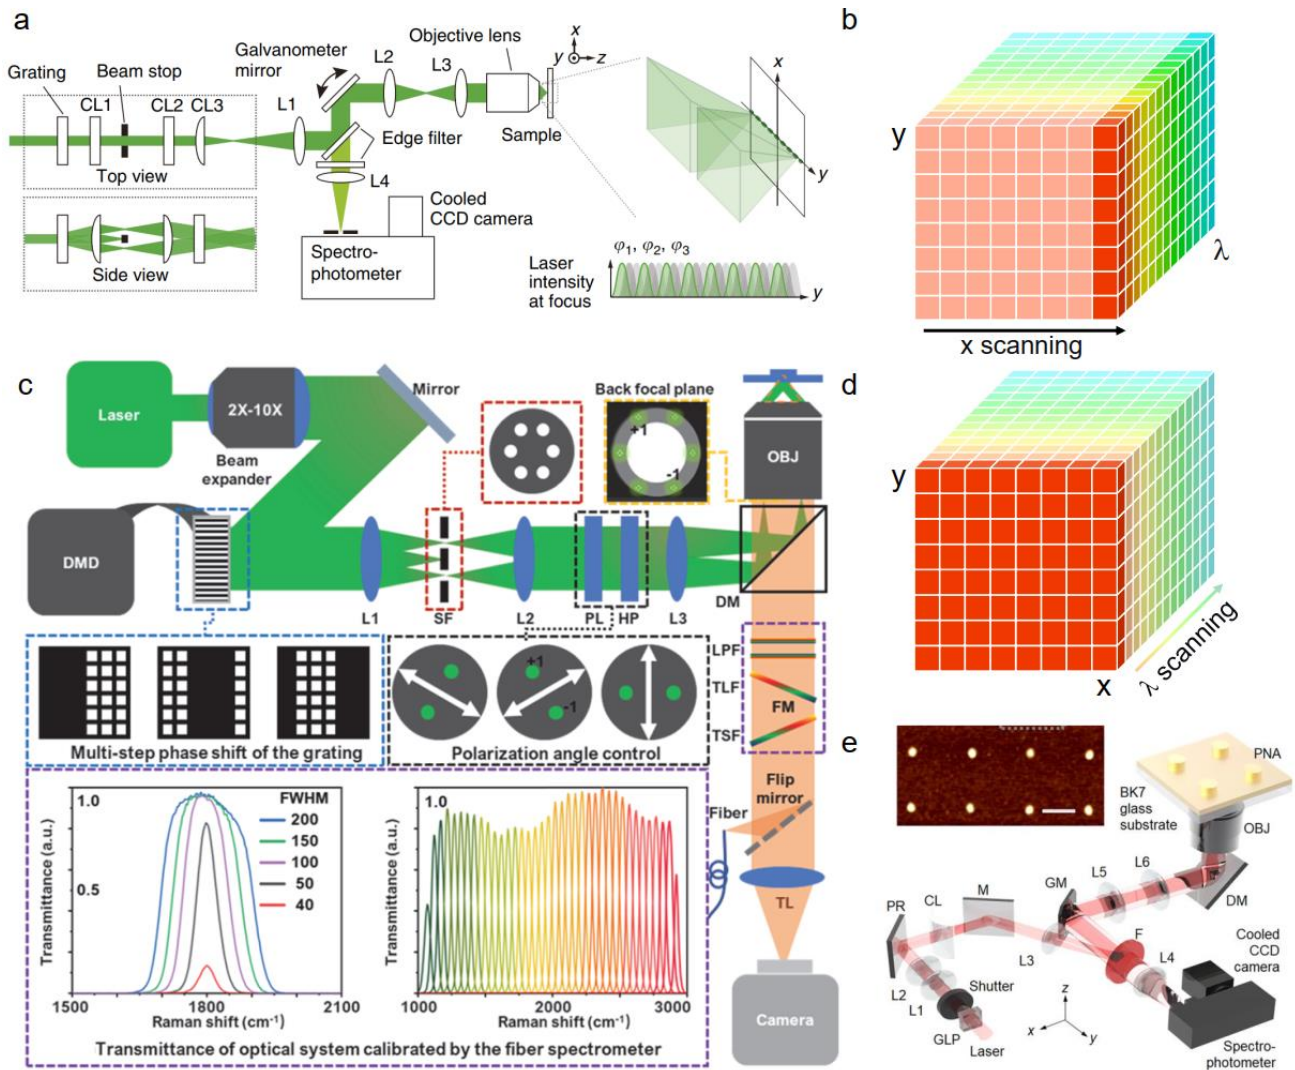 a
Grating
Beam stop
CL1
CL2
CL3
Top view
Side view
Galvanometer
mirror
L1
L2
L3
Objective lens
x
y
z
Edge filter
Sample
L4
Cooled
CCD camera
Spectro-
photometer
x
y
φ1, φ2, φ3
Laser
intensity
at focus
y
b
y
λ
x scanning
c
Laser
2X-10X
Beam
expander
Mirror
Back focal plane
+1
-1
OBJ
DMD
L1
SF
L2
PL
HP
L3
DM
Multi-step phase shift of the grating
+1
-1
Polarization angle control
LPF
TLF
FM
TSF
Flip
mirror
Fiber
TL
Camera
Transmittance (a.u.)
1.0
0.5
FWHM
200
150
100
50
40
1500
1800
2100
Raman shift (cm⁻¹)
Transmittance (a.u.)
1.0
1000
2000
3000
Raman shift (cm⁻¹)
Transmittance of optical system calibrated by the fiber spectrometer
d
y
x
λ scanning
e
PNA
BK7
glass
substrate
OBJ
L5
L6
GM
DM
M
CL
PR
L3
F
L4
Cooled
CCD
camera
L2
L1
Shutter
GLP
Laser
z
x
y
Spectro-
photometer